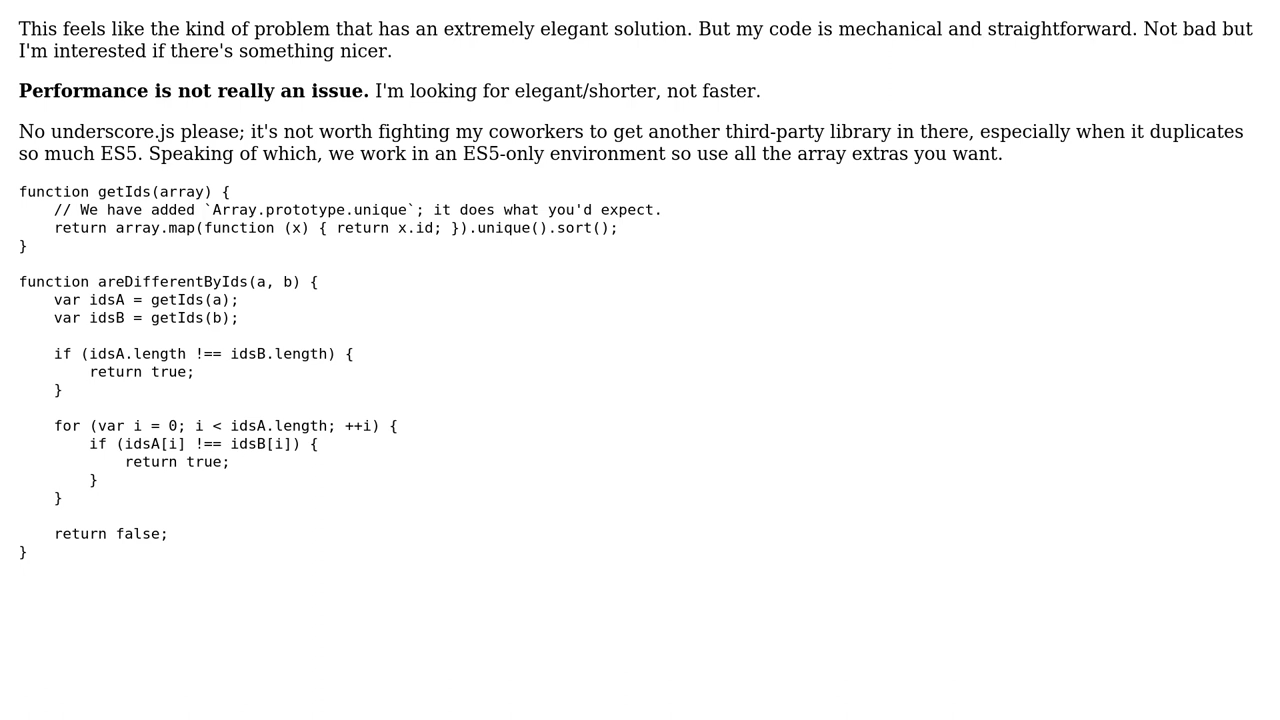 This feels like the kind of problem that has an extremely elegant solution. But my code is mechanical and straightforward. Not bad but
I'm interested if there's something nicer.
Performance is not really an issue. I'm looking for elegant/shorter, not faster.
No underscore.js please; it's not worth fighting my coworkers to get another third-party library in there, especially when it duplicates
so much ES5. Speaking of which, we work in an ES5-only environment so use all the array extras you want.
function getIds(array) {
    // We have added `Array.prototype.unique`; it does what you'd expect.
    return array.map(function (x) { return x.id; }).unique().sort();
}
function areDifferentByIds(a, b) {
    var idsA = getIds(a);
    var idsB = getIds(b);
    if (idsA.length !== idsB.length) {
        return true;
    }
    for (var i = 0; i < idsA.length; ++i) {
        if (idsA[i] !== idsB[i]) {
            return true;
        }
    }
    return false;
}